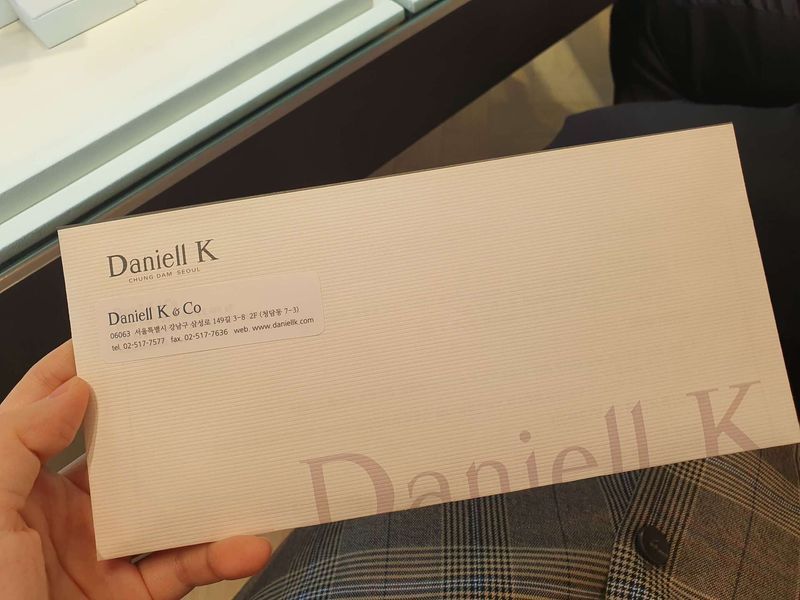 Daniell K
CHUNG DAM SEOUL
Daniell K & Co
06063 서울특별시 강남구 삼성로 149길 3-8 2F (청담동 7-3)
tel. 02-517-7577 fax. 02-517-7636 web. www.daniellk.com
Daniell K